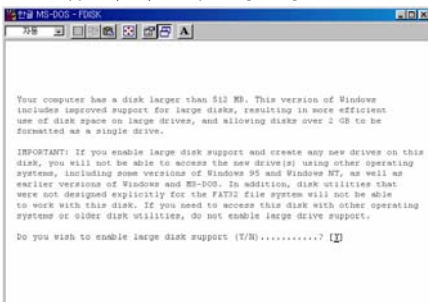 한글 MS-DOS - FDISK
자동
A
Your computer has a disk larger than 512 MB. This version of Windows
includes improved support for large disks, resulting in more efficient
use of disk space on large drives, and allowing disks over 2 GB to be
formatted as a single drive.
IMPORTANT: If you enable large disk support and create any new drives on this
disk, you will not be able to access the new drive(s) using other operating
systems, including some versions of Windows 95 and Windows NT, as well as
earlier versions of Windows and MS-DOS. In addition, disk utilities that
were not designed explicitly for the FAT32 file system will not be able
to work with this disk. If you need to access this disk with other operating
systems or older disk utilities, do not enable large drive support.
Do you wish to enable large disk support (Y/N)...........? [Y]